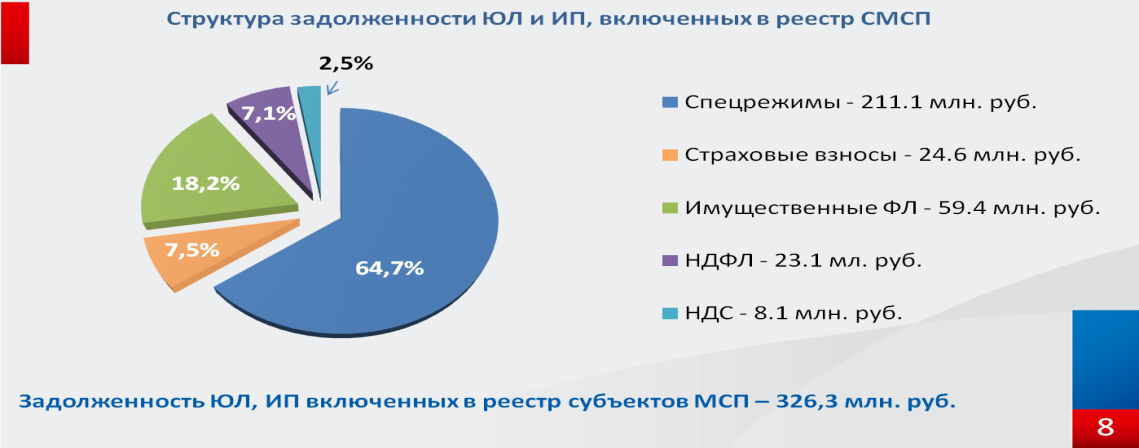 Структура задолженности ЮЛ и ИП, включенных в реестр СМСП
2,5%
7,1%
18,2%
7,5%
64,7%
Спецрежимы - 211.1 млн. руб.
Страховые взносы - 24.6 млн. руб.
Имущественные ФЛ - 59.4 млн. руб.
НДФЛ - 23.1 мл. руб.
НДС - 8.1 млн. руб.
Задолженность ЮЛ, ИП включенных в реестр субъектов МСП – 326,3 млн. руб.
8